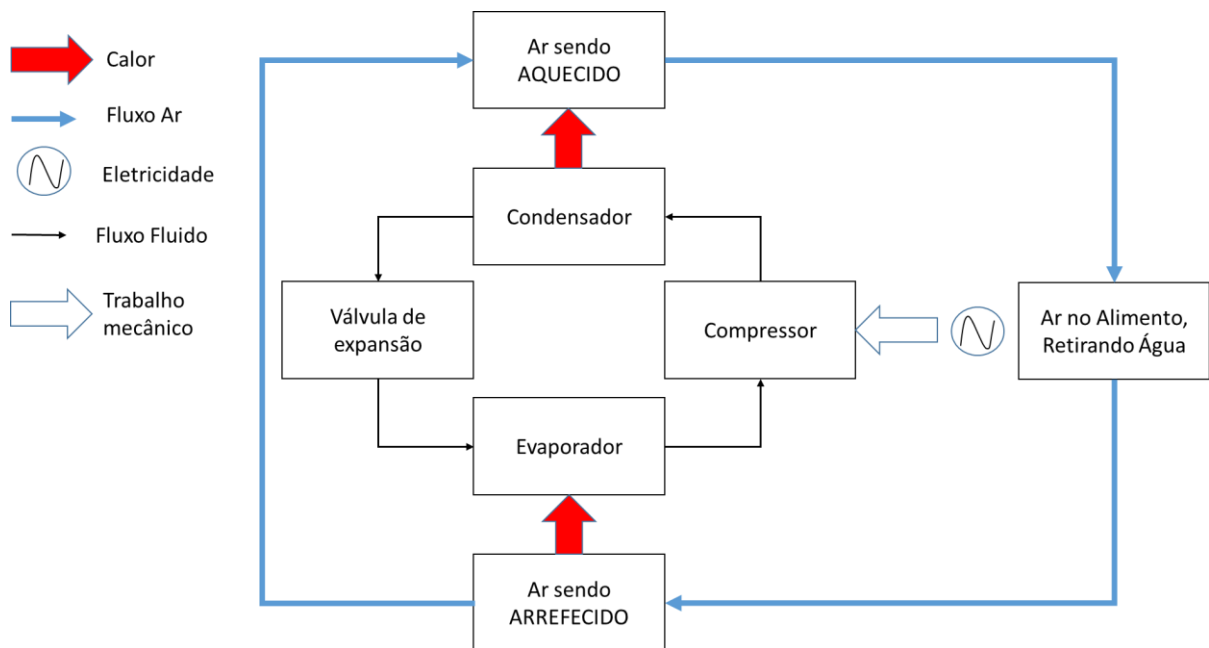 Calor
Fluxo Ar
Eletricidade
Fluxo Fluido
Trabalho
mecânico
Ar sendo
AQUECIDO
Condensador
Válvula de
expansão
Compressor
Ar no Alimento,
Retirando Água
Evaporador
Ar sendo
ARREFECIDO